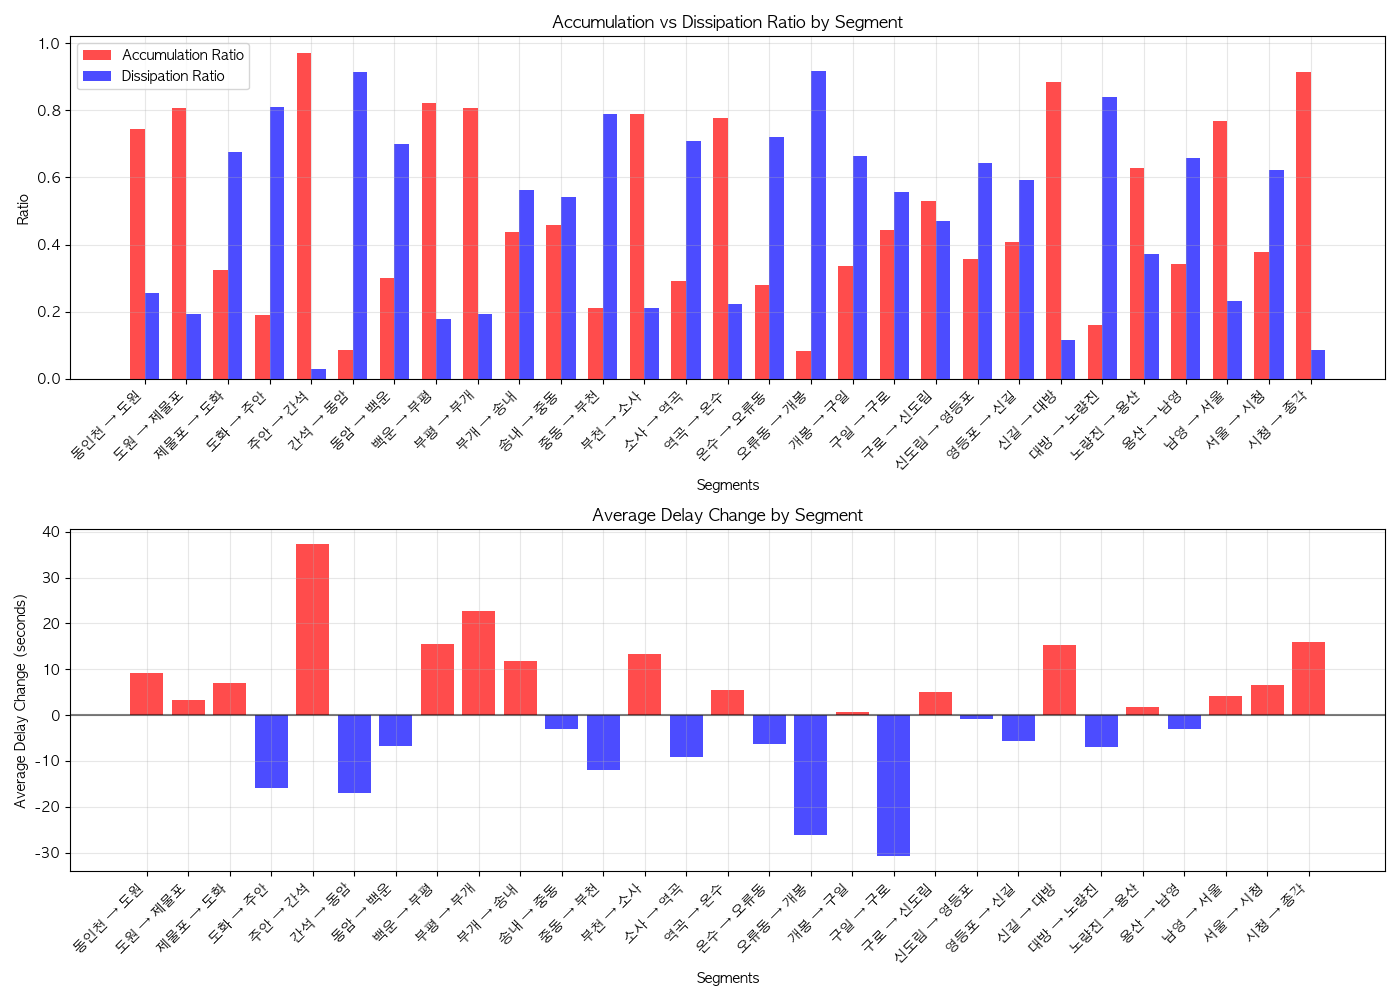 Accumulation vs Dissipation Ratio by Segment
Accumulation Ratio
Dissipation Ratio
Ratio
1.0
0.8
0.6
0.4
0.2
0.0
동인천 → 도원
도원 → 제물포
제물포 → 도화
도화 → 주안
주안 → 간석
간석 → 동암
동암 → 백운
백운 → 부평
부평 → 부개
부개 → 송내
송내 → 중동
중동 → 부천
부천 → 소사
소사 → 역곡
역곡 → 온수
온수 → 오류동
오류동 → 개봉
개봉 → 구일
구일 → 구로
구로 → 신도림
신도림 → 영등포
영등포 → 신길
신길 → 대방
대방 → 노량진
노량진 → 용산
용산 → 남영
남영 → 서울
서울 → 시청
시청 → 종각
Segments
Average Delay Change by Segment
Average Delay Change (seconds)
40
30
20
10
0
-10
-20
-30
동인천 → 도원
도원 → 제물포
제물포 → 도화
도화 → 주안
주안 → 간석
간석 → 동암
동암 → 백운
백운 → 부평
부평 → 부개
부개 → 송내
송내 → 중동
중동 → 부천
부천 → 소사
소사 → 역곡
역곡 → 온수
온수 → 오류동
오류동 → 개봉
개봉 → 구일
구일 → 구로
구로 → 신도림
신도림 → 영등포
영등포 → 신길
신길 → 대방
대방 → 노량진
노량진 → 용산
용산 → 남영
남영 → 서울
서울 → 시청
시청 → 종각
Segments